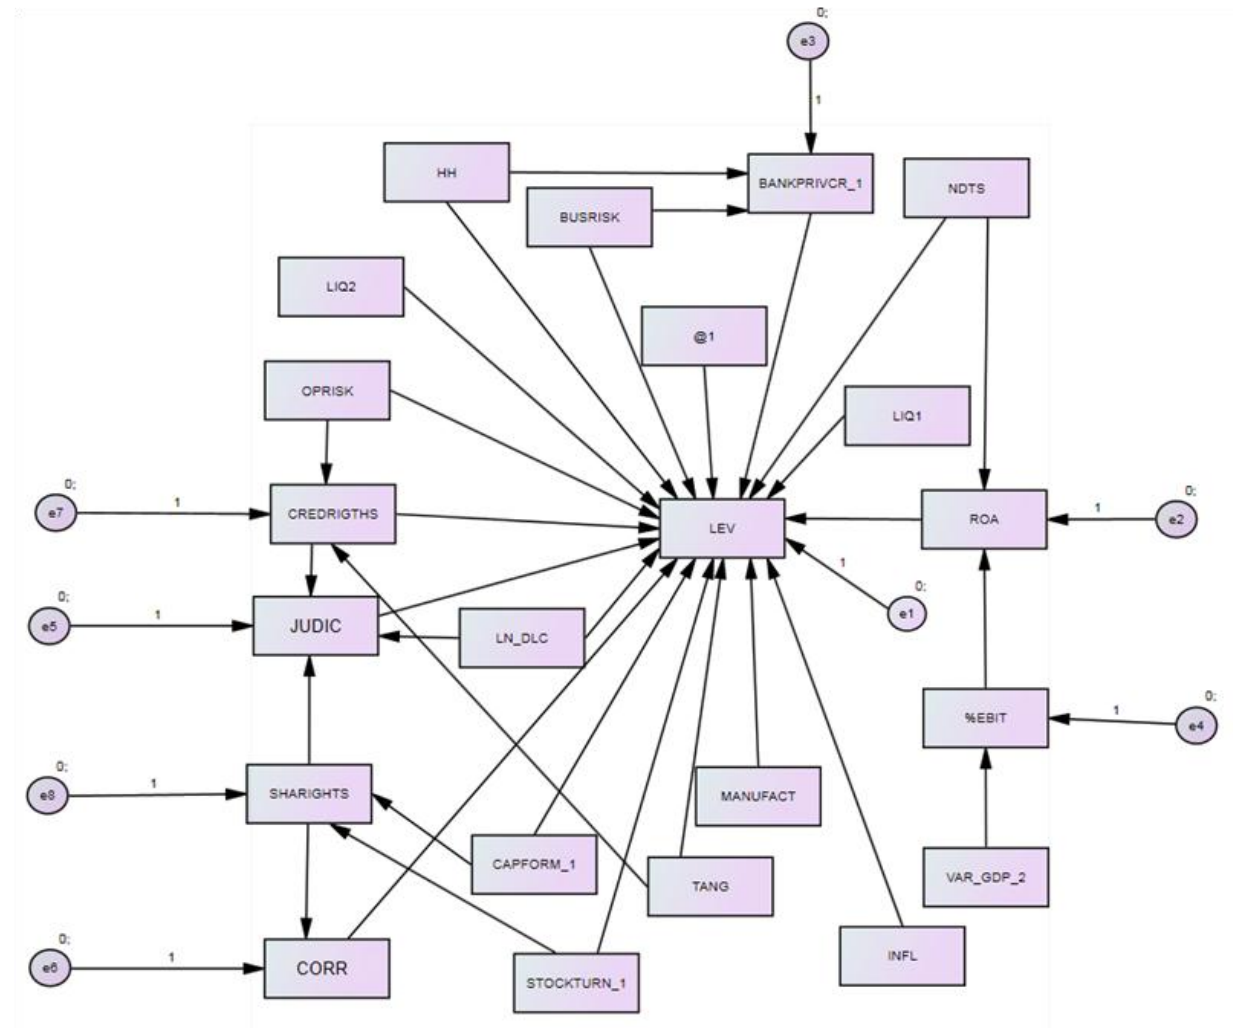 0;
e3
1
HH
BANKPRIVCR_1
NDTS
BUSRISK
LIQ2
@1
OPRISK
LIQ1
0;
e7
1
CREDRIGTHS
LEV
ROA
1
0;
e2
0;
e5
1
JUDIC
LN_DLC
1
0;
e1
%EBIT
1
0;
e4
0;
e8
1
SHARIGHTS
MANUFACT
CAPFORM_1
TANG
VAR_GDP_2
0;
e6
1
CORR
STOCKTURN_1
INFL